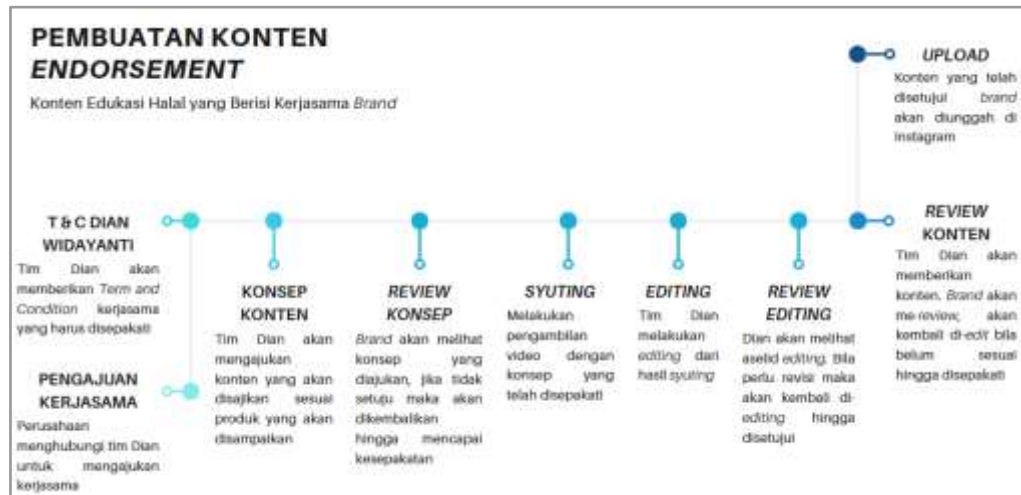 PEMBUATAN KONTEN
ENDORSEMENT
Konten Edukasi Halal yang Berisi Kerjasama Brand
UPLOAD
Konten yang telah
disetujui brand
akan diunggah di
Instagram
T & C DIAN
WIDAYANTI
Tim Dian akan
memberikan Term and
Condition kerjasama
yang harus disepakati
PENGAJUAN
KERJASAMA
Perusahaan
menghubungi tim Dian
untuk mengajukan
kerjasama
KONSEP
KONTEN
Tim Dian akan
mengajukan
konten yang akan
disajikan sesuai
produk yang akan
disampaikan
REVIEW
KONSEP
Brand akan melihat
konsep yang
diajukan, jika tidak
setuju maka akan
dikembalikan
hingga mencapai
kesepakatan
SYUTING
Melakukan
pengambilan
video dengan
konsep yang
telah disepakati
EDITING
Tim Dian
melakukan
editing dari
hasil syuting
REVIEW
EDITING
Dian akan melihat
editing. Bila
perlu revisi maka
akan kembali di-
editing hingga
disetujui
REVIEW
KONTEN
Tim Dian akan
memberikan
konten. Brand akan
me-review, akan
kembali di-edit bila
belum sesuai
hingga disepakati